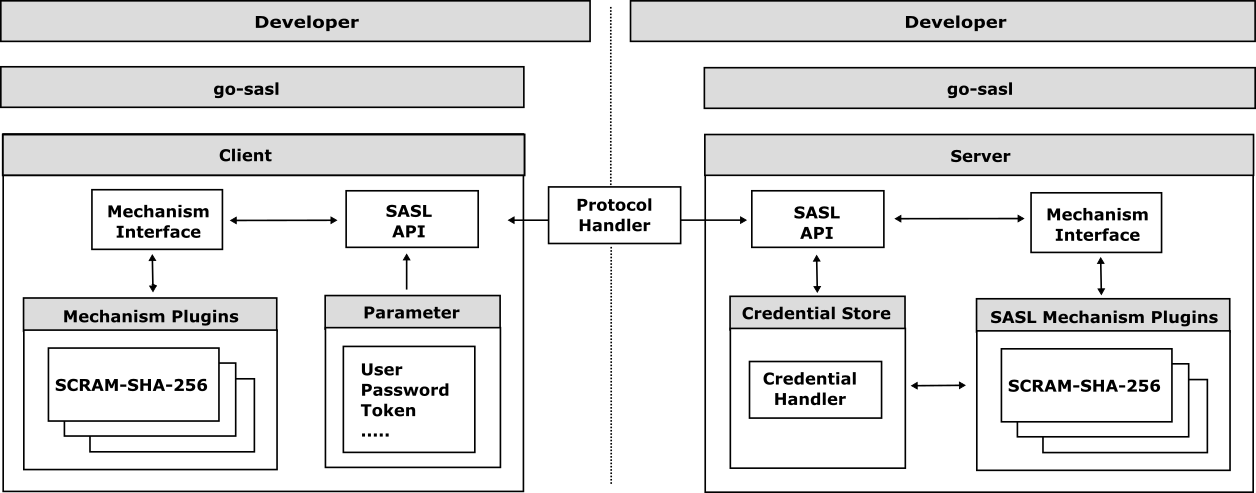 Developer
Developer
go-sasl
go-sasl
Client
Server
Mechanism
Interface
SASL
API
Protocol
Handler
SASL
API
Mechanism
Interface
Mechanism Plugins
Parameter
Credential Store
SASL Mechanism Plugins
SCRAM-SHA-256
User
Password
Token
.....
Credential
Handler
SCRAM-SHA-256